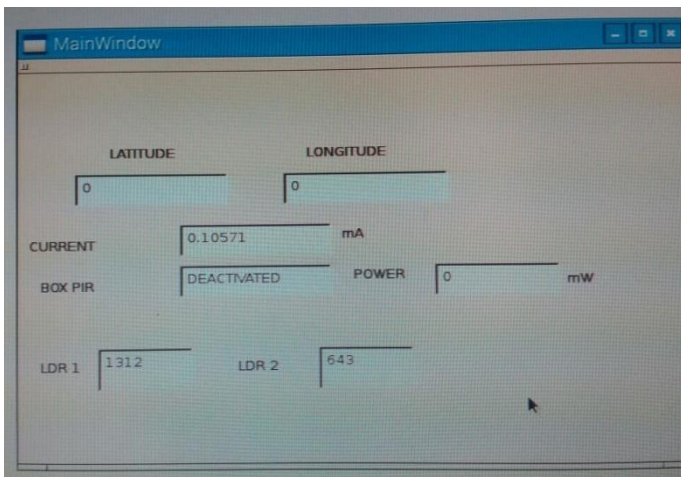 MainWindow
LATITUDE LONGITUDE
0 0
CURRENT 0.10571 mA
BOX PIR DEACTIVATED POWER 0 mW
LDR 1 1312 LDR 2 643